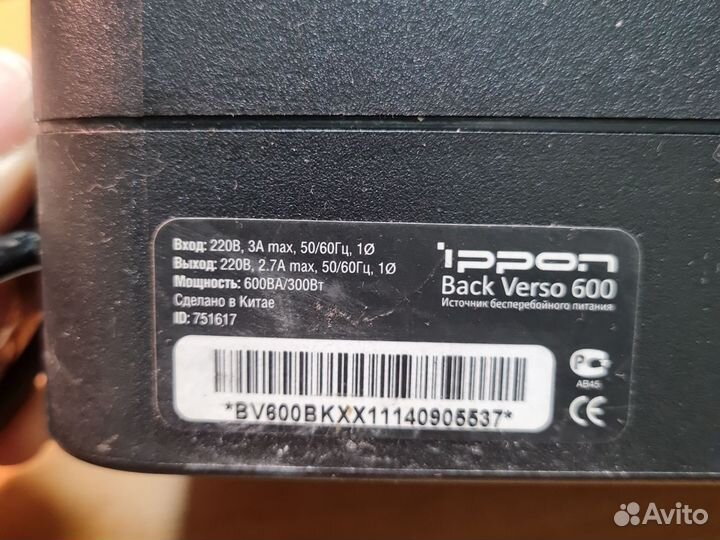 Вход: 220В, 3А max, 50/60Гц, 1Ø
Выход: 220В, 2.7А max, 50/60Гц, 1Ø
Мощность: 600ВА/300Вт
Сделано в Китае
ID: 751617
ippon
Back Verso 600
Источник бесперебойного питания
*BV600BKXX11140905537*
АВ45
CE
Avito